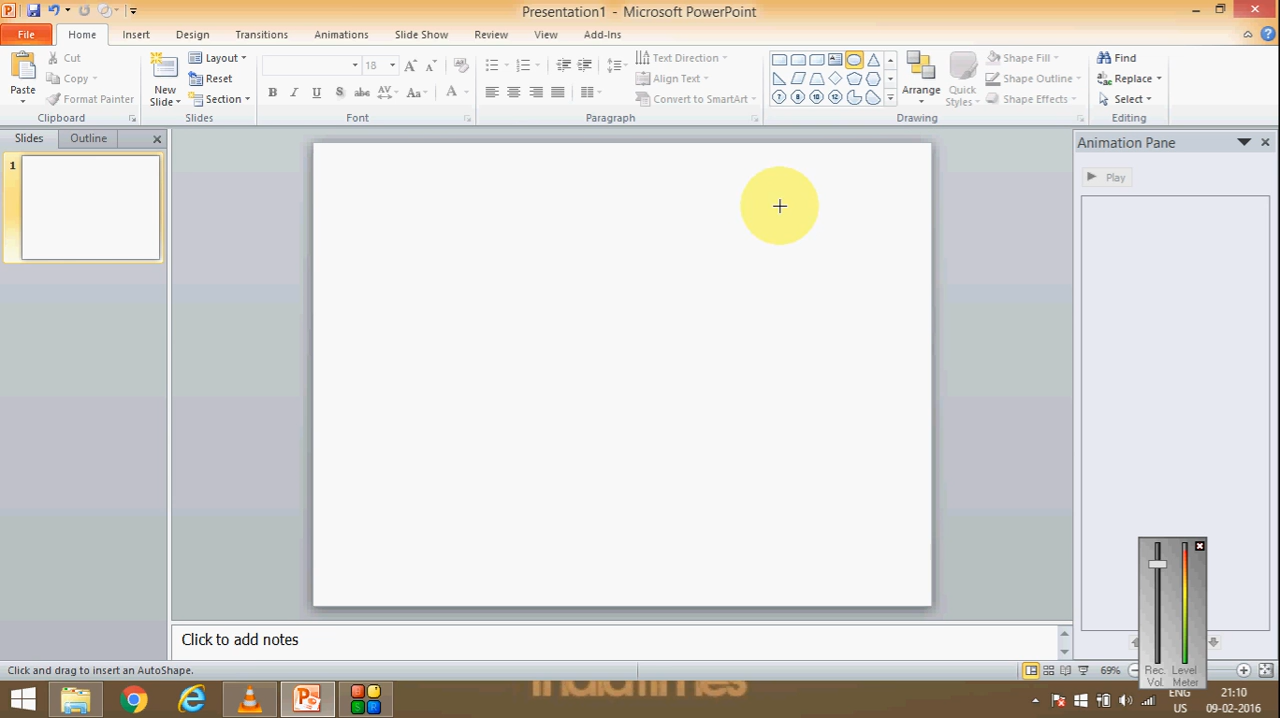 Presentation1 - Microsoft PowerPoint
File Home Insert Design Transitions Animations Slide Show Review View Add-Ins
Paste
Cut
Copy
Format Painter
Clipboard
New Slide
Layout
Reset
Section
Slides
18
B I U S abc AV Aa A
Font
Text Direction
Align Text
Convert to SmartArt
Paragraph
Arrange
Quick Styles
Shape Fill
Shape Outline
Shape Effects
Drawing
Find
Replace
Select
Editing
Slides Outline
1
Animation Pane
Play
Click to add notes
Click and drag to insert an AutoShape.
69%
Rec. Vol
Level Meter
indiatimes
ENG
US
21:10
09-02-2016